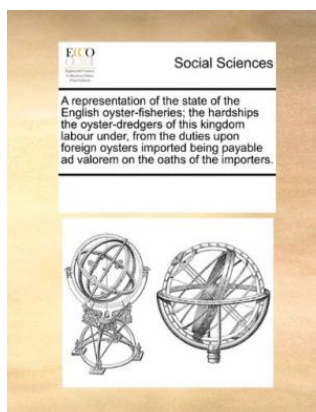 ECCO
Social Sciences
A representation of the state of the
English oyster-fisheries; the hardships
the oyster-dredgers of this kingdom
labour under, from the duties upon
foreign oysters imported being payable
ad valorem on the oaths of the importers.